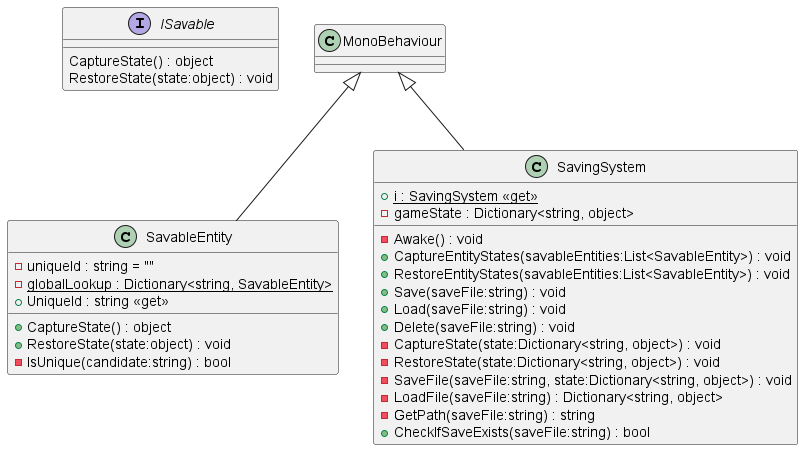 I ISavable
CaptureState() : object
RestoreState(state:object) : void
C MonoBehaviour
C SavableEntity
uniqueId : string = ""
globalLookup : Dictionary<string, SavableEntity>
UniqueId : string «get»
CaptureState() : object
RestoreState(state:object) : void
IsUnique(candidate:string) : bool
C SavingSystem
i : SavingSystem «get»
gameState : Dictionary<string, object>
Awake() : void
CaptureEntityStates(savableEntities:List<SavableEntity>) : void
RestoreEntityStates(savableEntities:List<SavableEntity>) : void
Save(saveFile:string) : void
Load(saveFile:string) : void
Delete(saveFile:string) : void
CaptureState(state:Dictionary<string, object>) : void
RestoreState(state:Dictionary<string, object>) : void
SaveFile(saveFile:string, state:Dictionary<string, object>) : void
LoadFile(saveFile:string) : Dictionary<string, object>
GetPath(saveFile:string) : string
CheckIfSaveExists(saveFile:string) : bool